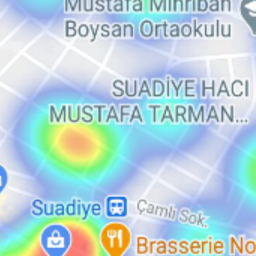 Mustafa Mihriban
Boysan Ortaokulu
SUADİYE HACI
MUSTAFA TARMAN...
Suadiye
Çamlı Sok.
Brasserie No